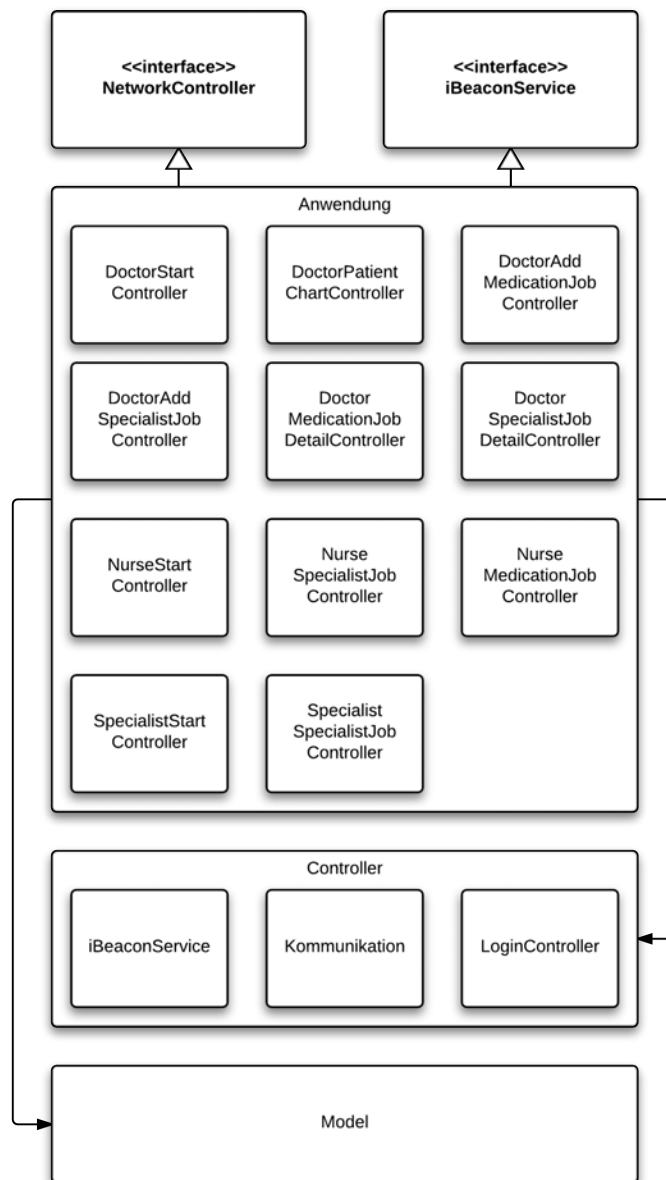 <<interface>>
NetworkController
<<interface>>
iBeaconService
Anwendung
DoctorStart
Controller
DoctorPatient
ChartController
DoctorAdd
MedicationJob
Controller
DoctorAdd
SpecialistJob
Controller
Doctor
MedicationJob
DetailController
Doctor
SpecialistJob
DetailController
NurseStart
Controller
Nurse
SpecialistJob
Controller
Nurse
MedicationJob
Controller
SpecialistStart
Controller
Specialist
SpecialistJob
Controller
Controller
iBeaconService
Kommunikation
LoginController
Model